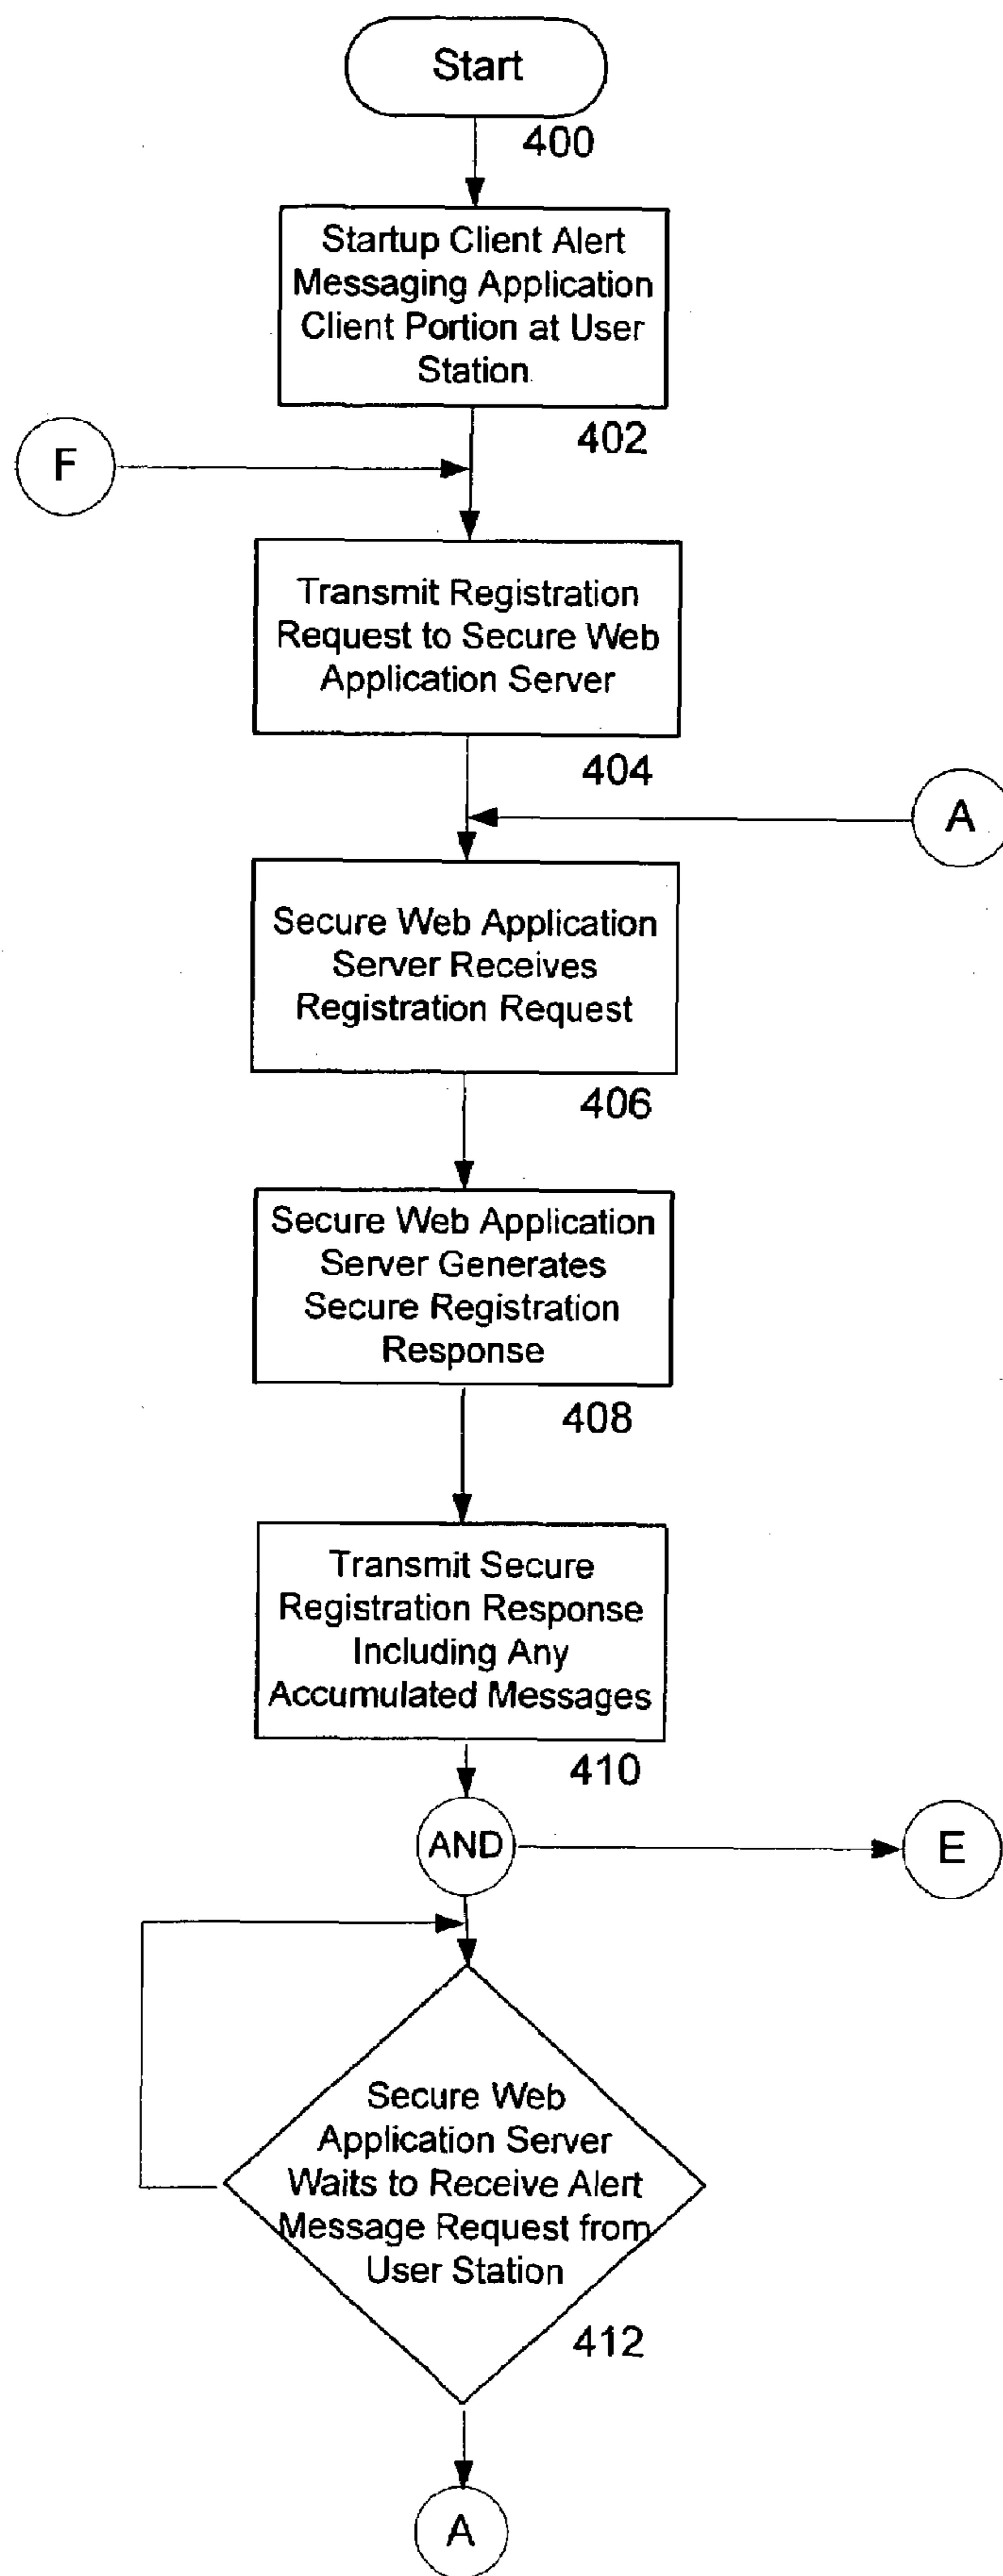 Start
400
Startup Client Alert
Messaging Application
Client Portion at User
Station
402
F
Transmit Registration
Request to Secure Web
Application Server
404
A
Secure Web Application
Server Receives
Registration Request
406
Secure Web Application
Server Generates
Secure Registration
Response
408
Transmit Secure
Registration Response
Including Any
Accumulated Messages
410
AND
E
Secure Web
Application Server
Waits to Receive Alert
Message Request from
User Station
412
A